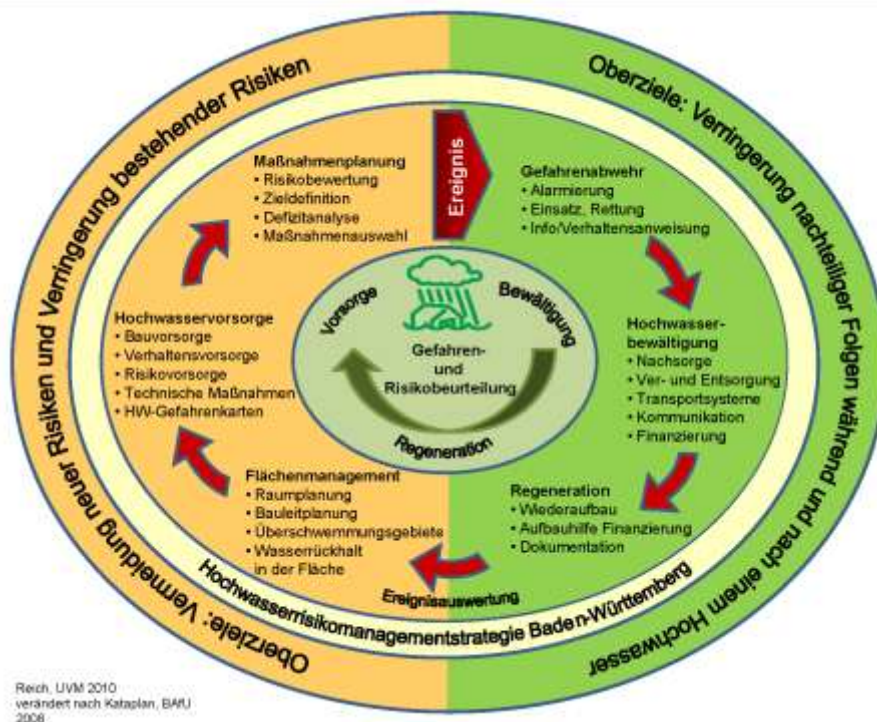 Oberziele: Vermeidung neuer Risiken und Verringerung bestehender Risiken
Oberziele: Verringerung nachteiliger Folgen während und nach einem Hochwasser
Ereignis
Maßnahmenplanung
• Risikobewertung
• Zieldefinition
• Defizitanalyse
• Maßnahmenauswahl
Gefahrenabwehr
• Alarmierung
• Einsatz, Rettung
• Info/Verhaltensanweisung
Hochwasservorsorge
• Bauvorsorge
• Verhaltensvorsorge
• Risikovorsorge
• Technische Maßnahmen
• HW-Gefahrenkarten
Vorsorge
Bewältigung
Gefahren-
und
Risikobeurteilung
Regeneration
Hochwasser-
bewältigung
• Nachsorge
• Ver- und Entsorgung
• Transportsysteme
• Kommunikation
• Finanzierung
Flächenmanagement
• Raumplanung
• Bauleitplanung
• Überschwemmungsgebiete
• Wasserrückhalt
in der Fläche
Regeneration
• Wiederaufbau
• Aufbauhilfe Finanzierung
• Dokumentation
Ereignisauswertung
Hochwasserrisikomanagementstrategie Baden-Württemberg
Reich, UVM 2010
verändert nach Kataplan, BAfU
2008